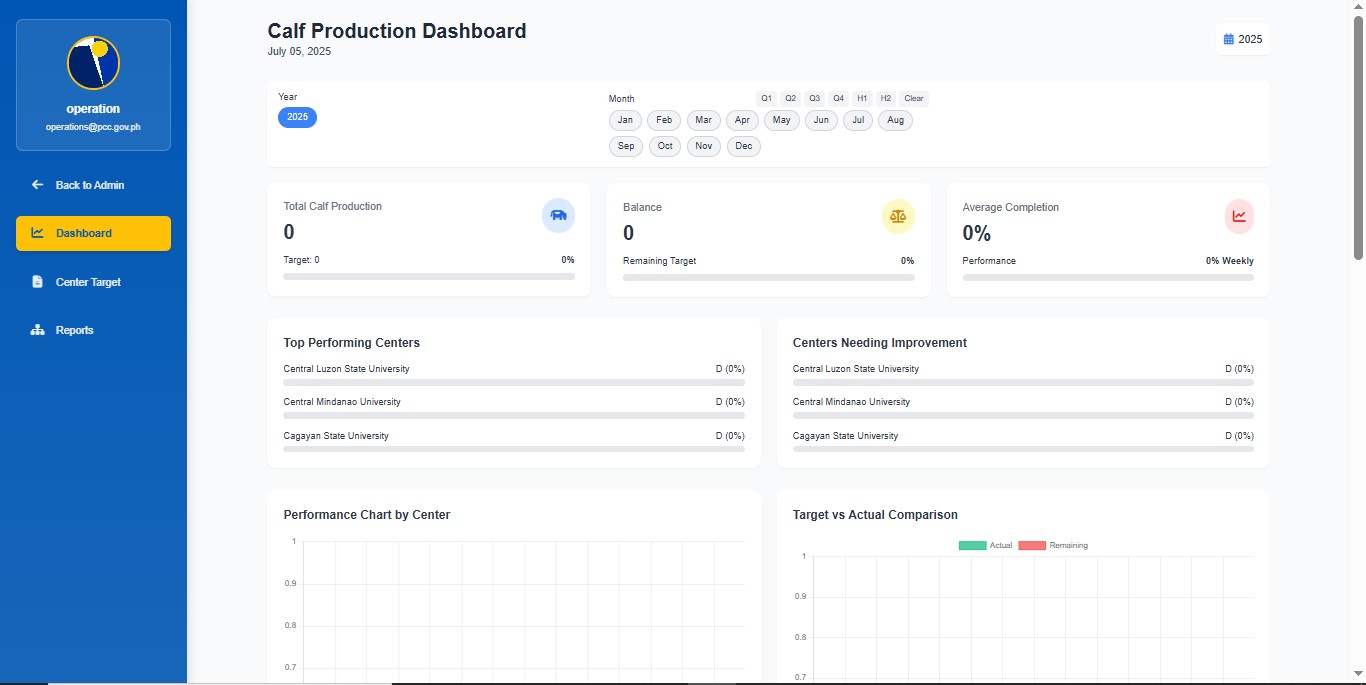 operation
operations@pcc.gov.ph
Back to Admin
Dashboard
Center Target
Reports
Calf Production Dashboard
July 05, 2025
2025
Year
2025
Month
Q1 Q2 Q3 Q4 H1 H2 Clear
Jan Feb Mar Apr May Jun Jul Aug
Sep Oct Nov Dec
Total Calf Production
0
Target: 0 0%
Balance
0
Remaining Target 0%
Average Completion
0%
Performance 0% Weekly
Top Performing Centers
Central Luzon State University D (0%)
Central Mindanao University D (0%)
Cagayan State University D (0%)
Centers Needing Improvement
Central Luzon State University D (0%)
Central Mindanao University D (0%)
Cagayan State University D (0%)
Performance Chart by Center
1
0.9
0.8
0.7
Target vs Actual Comparison
Actual Remaining
1
0.9
0.8
0.7